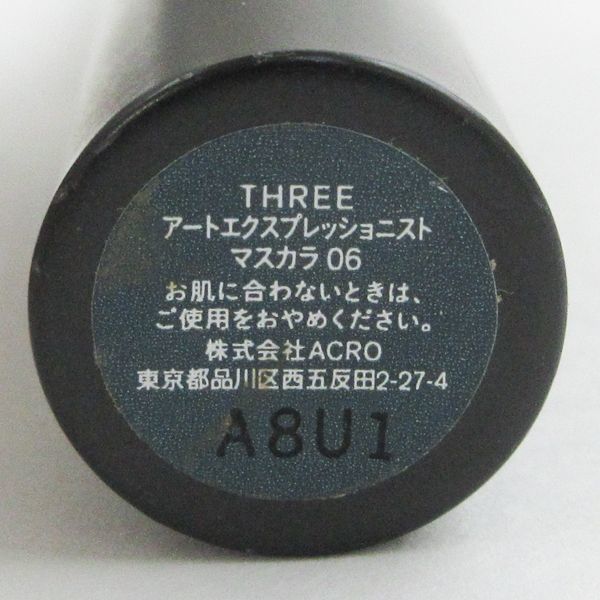 THREE
アートエクスプレッショニスト
マスカラ 06
お肌に合わないときは、
ご使用をおやめください。
株式会社ACRO
東京都品川区西五反田2-27-4
A8U1